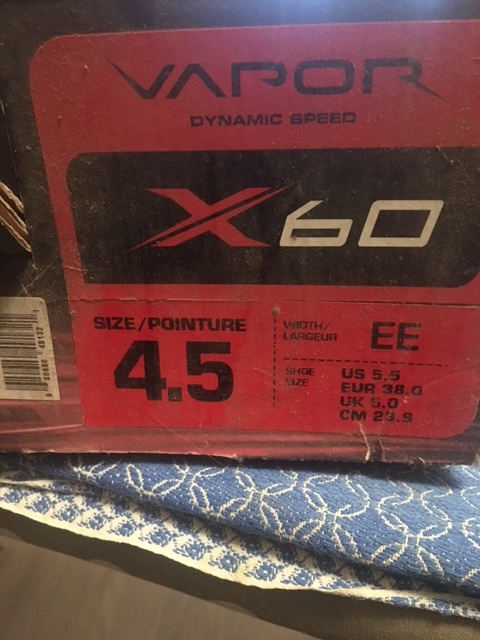 VAPOR
DYNAMIC SPEED
X60
SIZE/POINTURE
4.5
WIDTH/
LARGEUR
EE
SHOE
SIZE
US 5.5
EUR 38.0
UK 5.0
CM 23.9